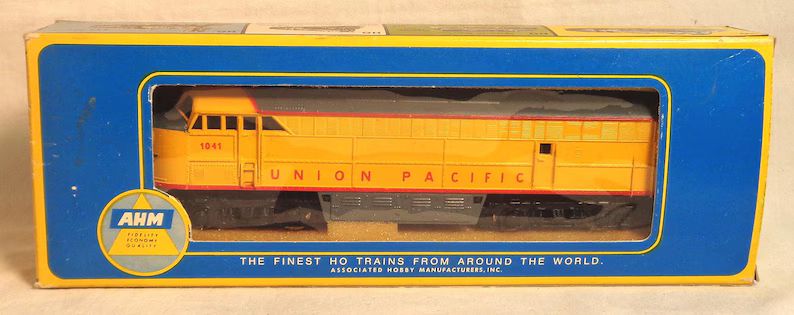 HO
1041
UNION PACIFIC
AHM
FIDELITY
ECONOMY
QUALITY
THE FINEST HO TRAINS FROM AROUND THE WORLD.
ASSOCIATED HOBBY MANUFACTURERS, INC.